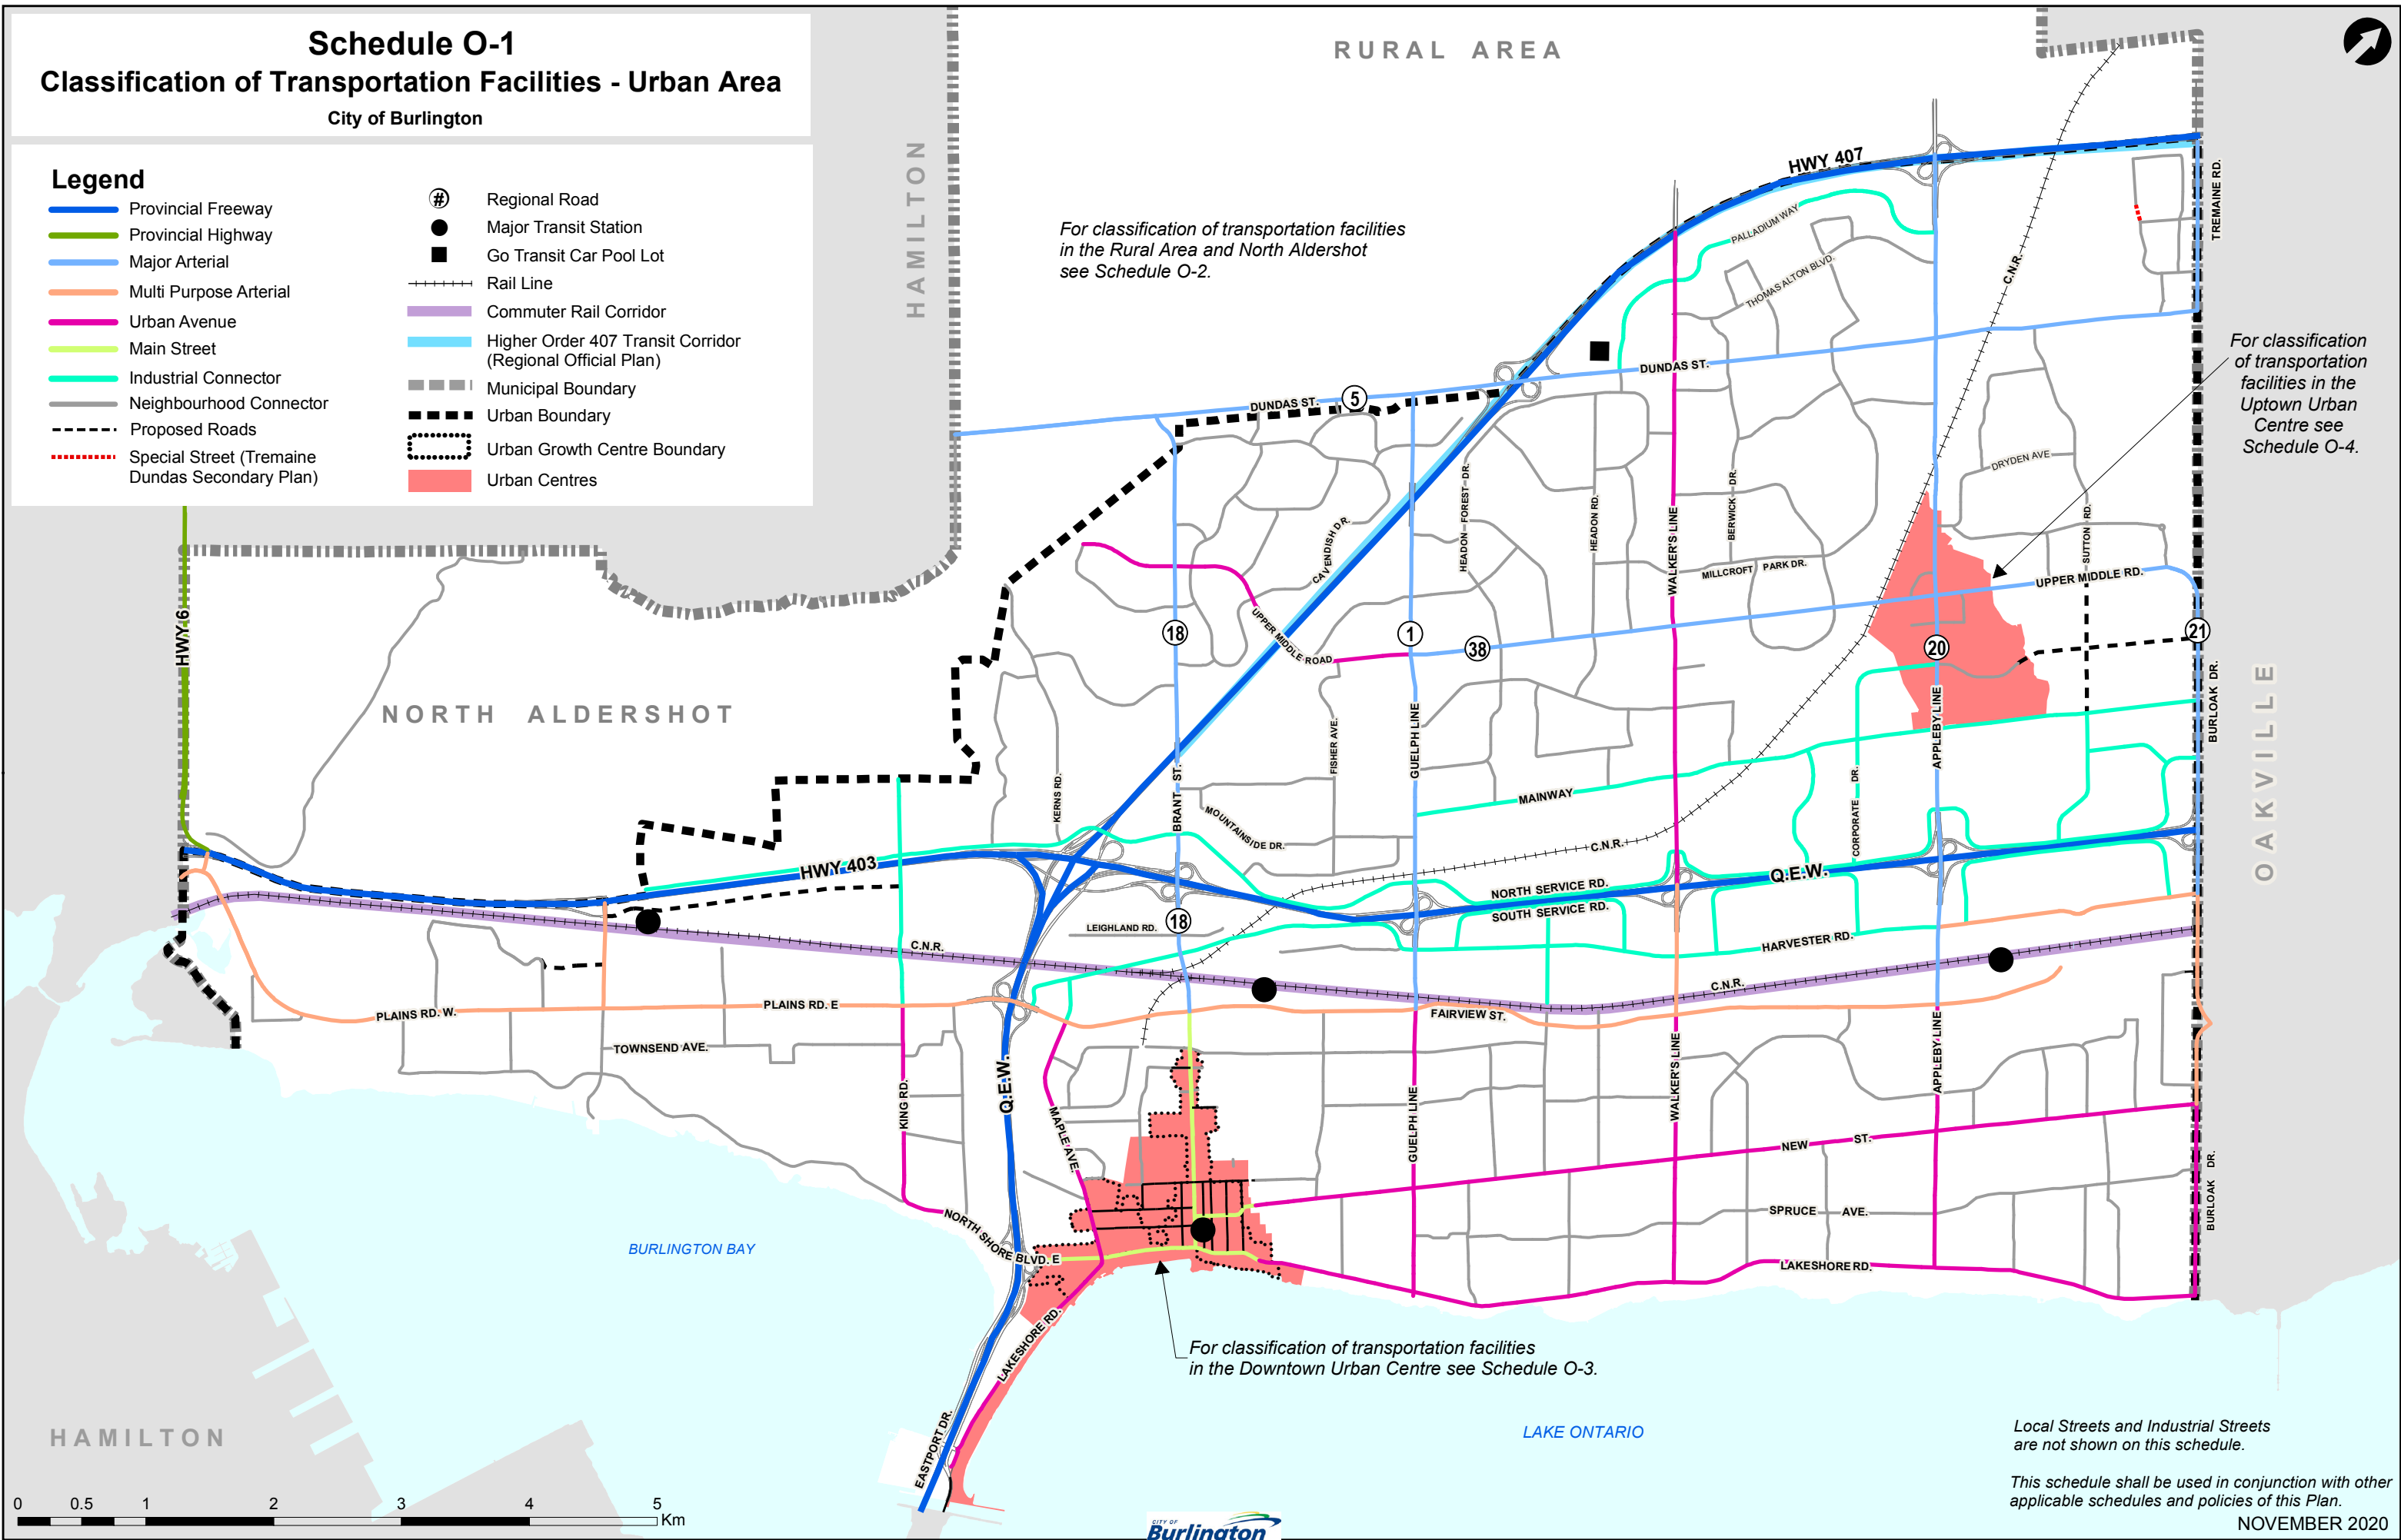 Schedule O-1
Classification of Transportation Facilities - Urban Area
City of Burlington
Legend
Provincial Freeway
Provincial Highway
Major Arterial
Multi Purpose Arterial
Urban Avenue
Main Street
Industrial Connector
Neighbourhood Connector
Proposed Roads
Special Street (Tremaine
Dundas Secondary Plan)
#
Regional Road
Major Transit Station
Go Transit Car Pool Lot
Rail Line
Commuter Rail Corridor
Higher Order 407 Transit Corridor
(Regional Official Plan)
Municipal Boundary
Urban Boundary
Urban Growth Centre Boundary
Urban Centres
RURAL AREA
HAMILTON
For classification of transportation facilities
in the Rural Area and North Aldershot
see Schedule O-2.
HWY 407
PALLADIUM WAY
THOMAS ALTON BLVD.
C.N.R.
TREMAINE RD.
For classification
of transportation
facilities in the
Uptown Urban
Centre see
Schedule O-4.
DUNDAS ST.
5
DUNDAS ST.
DRYDEN AVE
SUTTON RD.
UPPER MIDDLE RD.
HEADON FOREST DR.
HEADON RD.
WALKER'S LINE
BERWICK DR.
MILLCROFT PARK DR.
CAVENDISH DR.
UPPER MIDDLE ROAD
18
1
38
20
21
HWY 6
NORTH ALDERSHOT
BURLOAK DR.
OAKVILLE
KERNS RD.
BRANT ST.
FISHER AVE.
GUELPH LINE
APPLEBY LINE
MAINWAY
CORPORATE DR.
MOUNTAINSIDE DR.
C.N.R.
HWY 403
Q.E.W.
NORTH SERVICE RD.
SOUTH SERVICE RD.
LEIGHLAND RD.
18
HARVESTER RD.
C.N.R.
C.N.R.
PLAINS RD. W.
PLAINS RD. E
FAIRVIEW ST.
TOWNSEND AVE.
KING RD.
Q.E.W.
MAPLE AVE.
GUELPH LINE
WALKER'S LINE
APPLEBY LINE
NEW ST.
SPRUCE AVE.
BURLOAK DR.
NORTH SHORE BLVD. E
LAKESHORE RD.
BURLINGTON BAY
LAKESHORE RD.
For classification of transportation facilities
in the Downtown Urban Centre see Schedule O-3.
EASTPORT DR.
LAKE ONTARIO
HAMILTON
Local Streets and Industrial Streets
are not shown on this schedule.
This schedule shall be used in conjunction with other
applicable schedules and policies of this Plan.
NOVEMBER 2020
0 0.5 1 2 3 4 5
Km
CITY OF
Burlington